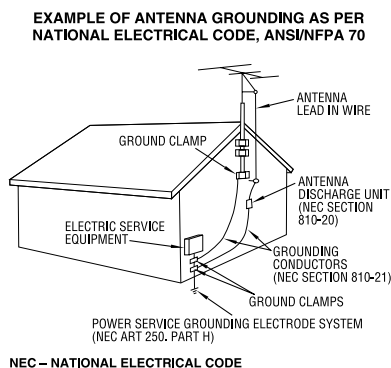 EXAMPLE OF ANTENNA GROUNDING AS PER
NATIONAL ELECTRICAL CODE, ANSI/NFPA 70
ANTENNA
LEAD IN WIRE
GROUND CLAMP
ANTENNA
DISCHARGE UNIT
(NEC SECTION
810-20)
ELECTRIC SERVICE
EQUIPMENT
GROUNDING
CONDUCTORS
(NEC SECTION 810-21)
GROUND CLAMPS
POWER SERVICE GROUNDING ELECTRODE SYSTEM
(NEC ART 250. PART H)
NEC – NATIONAL ELECTRICAL CODE